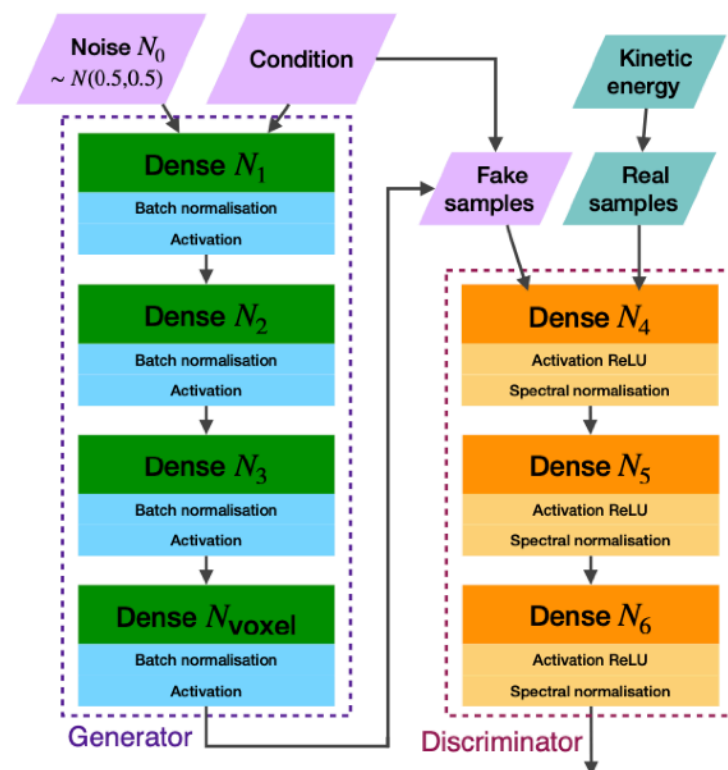 Noise N₀
∼ N(0.5,0.5)
Condition
Kinetic
energy
Fake
samples
Real
samples
Dense N₁
Batch normalisation
Activation
Dense N₂
Batch normalisation
Activation
Dense N₃
Batch normalisation
Activation
Dense Nvoxel
Batch normalisation
Activation
Generator
Dense N₄
Activation ReLU
Spectral normalisation
Dense N₅
Activation ReLU
Spectral normalisation
Dense N₆
Activation ReLU
Spectral normalisation
Discriminator